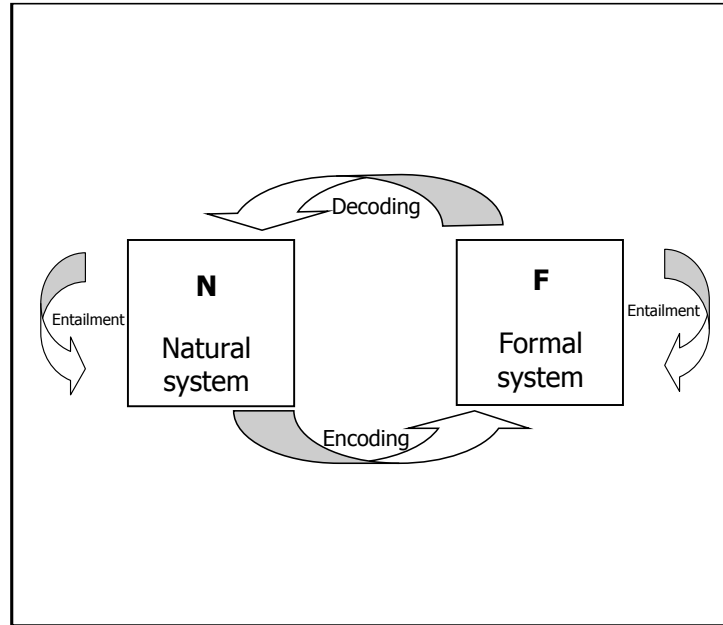 Decoding
N
Natural
system
F
Formal
system
Entailment
Entailment
Encoding